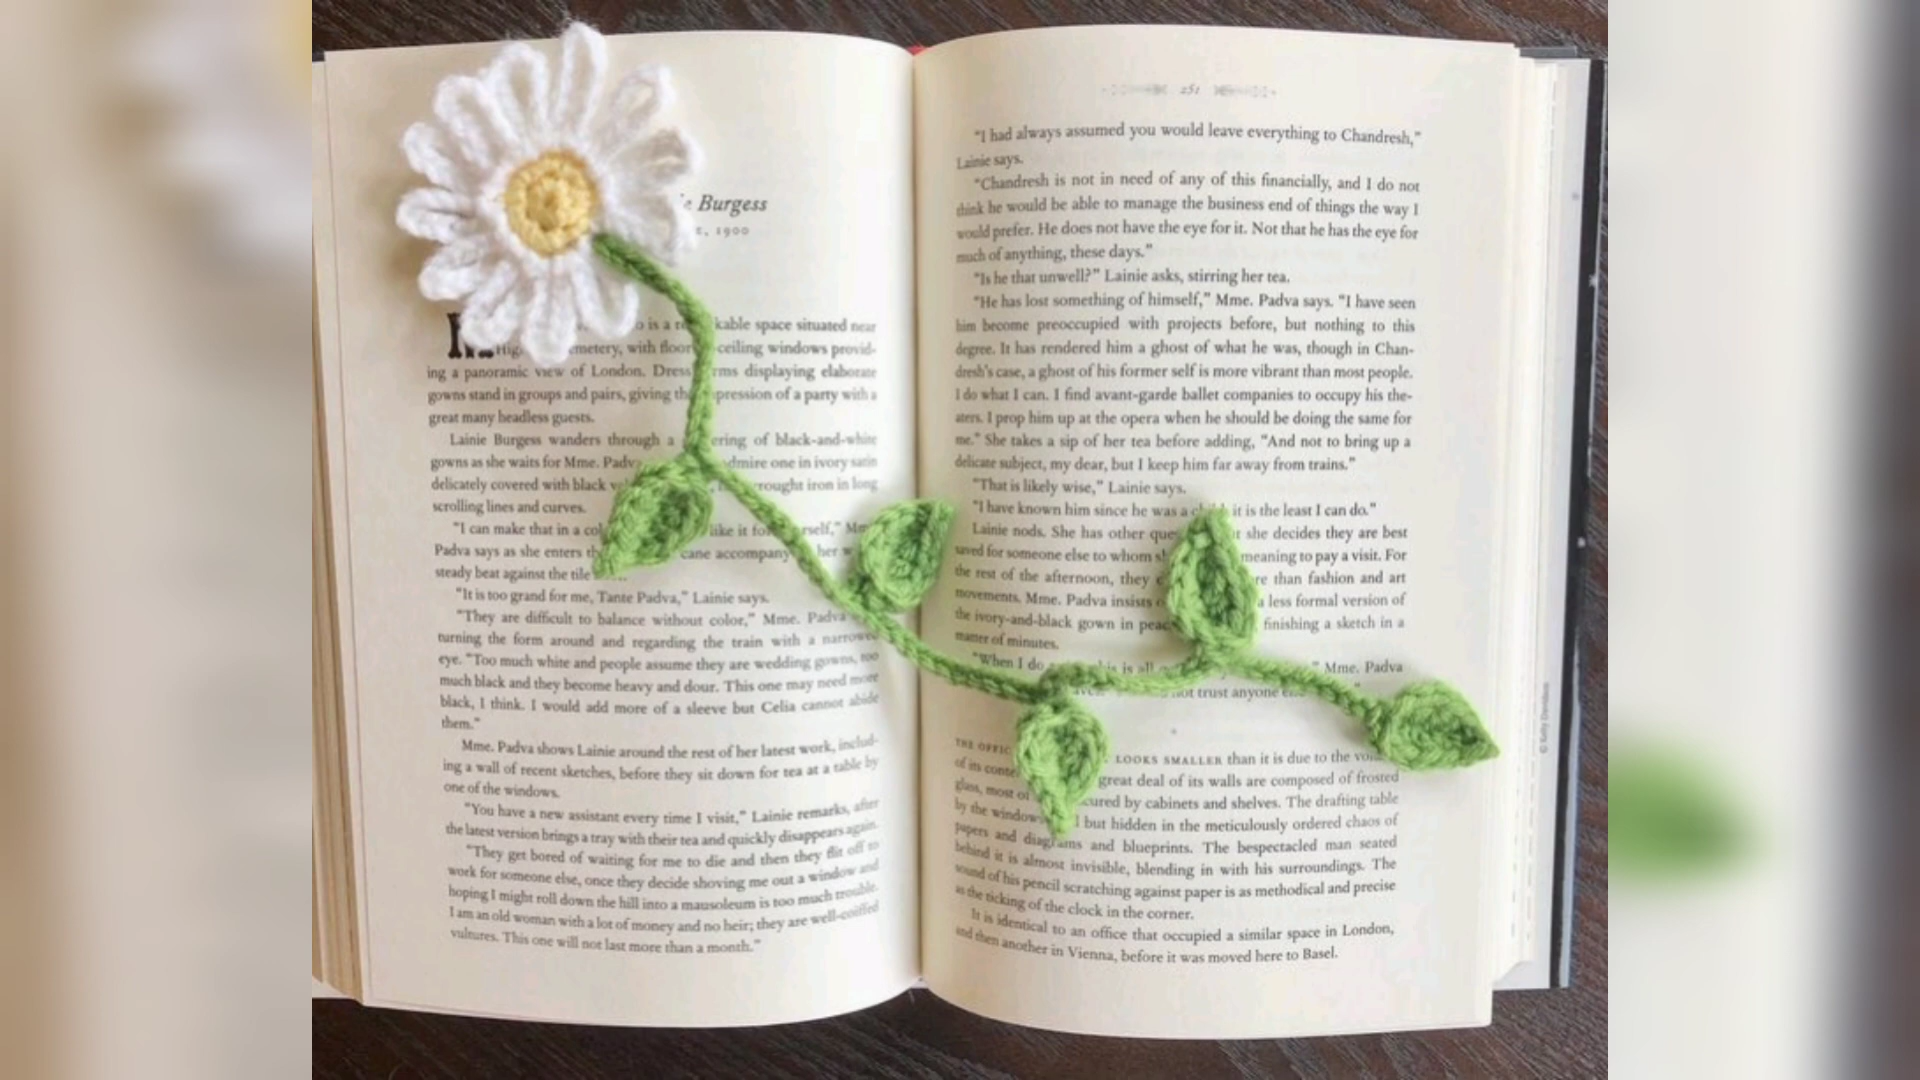 Burgess
, 1900
is a kable space situated near
metery, with floor ceiling windows provid-
ing a panoramic view of London. Dress rms displaying elaborate
gowns stand in groups and pairs, giving th pression of a party with a
great many headless guests.
Lainie Burgess wanders through a ering of black-and-white
gowns as she waits for Mme. Padv dmire one in ivory satin
delicately covered with black rought iron in long
scrolling lines and curves.
"I can make that in a col like it fo rself," Mm
Padva says as she enters th cane accompany her w
steady beat against the tile
"It is too grand for me, Tante Padva," Lainie says.
"They are difficult to balance without color," Mme. Padva
turning the form around and regarding the train with a narrowed
eye. "Too much white and people assume they are wedding gowns, too
much black and they become heavy and dour. This one may need more
black, I think. I would add more of a sleeve but Celia cannot abide
them."
Mme. Padva shows Lainie around the rest of her latest work, includ-
ing a wall of recent sketches, before they sit down for tea at a table by
one of the windows.
"You have a new assistant every time I visit," Lainie remarks, after
the latest version brings a tray with their tea and quickly disappears again.
"They get bored of waiting for me to die and then they flit off to
work for someone else, once they decide shoving me out a window and
hoping I might roll down the hill into a mausoleum is too much trouble.
I am an old woman with a lot of money and no heir; they are well-coiffed
vultures. This one will not last more than a month."
251
"I had always assumed you would leave everything to Chandresh,"
Lainie says.
"Chandresh is not in need of any of this financially, and I do not
think he would be able to manage the business end of things the way I
would prefer. He does not have the eye for it. Not that he has the eye for
much of anything, these days."
"Is he that unwell?" Lainie asks, stirring her tea.
"He has lost something of himself," Mme. Padva says. "I have seen
him become preoccupied with projects before, but nothing to this
degree. It has rendered him a ghost of what he was, though in Chan-
dresh's case, a ghost of his former self is more vibrant than most people.
I do what I can. I find avant-garde ballet companies to occupy his the-
aters. I prop him up at the opera when he should be doing the same for
me." She takes a sip of her tea before adding, "And not to bring up a
delicate subject, my dear, but I keep him far away from trains."
"That is likely wise," Lainie says.
"I have known him since he was a it is the least I can do."
Lainie nods. She has other que she decides they are best
saved for someone else to whom meaning to pay a visit. For
the rest of the afternoon, they re than fashion and art
movements. Mme. Padva insists a less formal version of
the ivory-and-black gown in peac finishing a sketch in a
matter of minutes.
"When I do is all " Mme. Padva
not trust anyone
THE OFFIC LOOKS SMALLER than it is due to the
of its conte great deal of its walls are composed of frosted
glass, most of cured by cabinets and shelves. The drafting table
by the window but hidden in the meticulously ordered chaos of
papers and diagrams and blueprints. The bespectacled man seated
behind it is almost invisible, blending in with his surroundings. The
sound of his pencil scratching against paper is as methodical and precise
as the ticking of the clock in the corner.
It is identical to an office that occupied a similar space in London,
and then another in Vienna, before it was moved here to Basel.